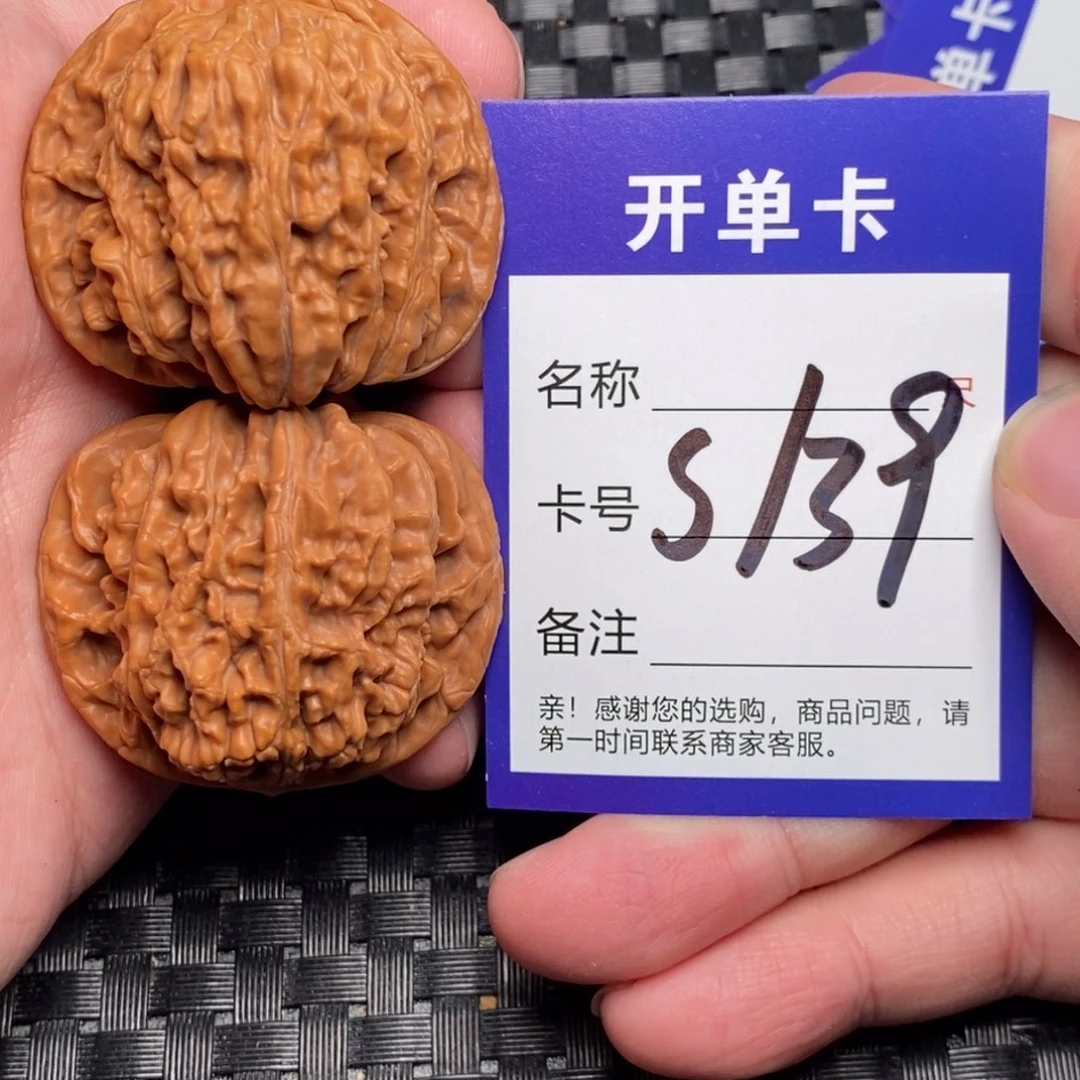 开单卡
名称
卡号 S139
备注
亲！感谢您的选购，商品问题，请
第一时间联系商家客服。